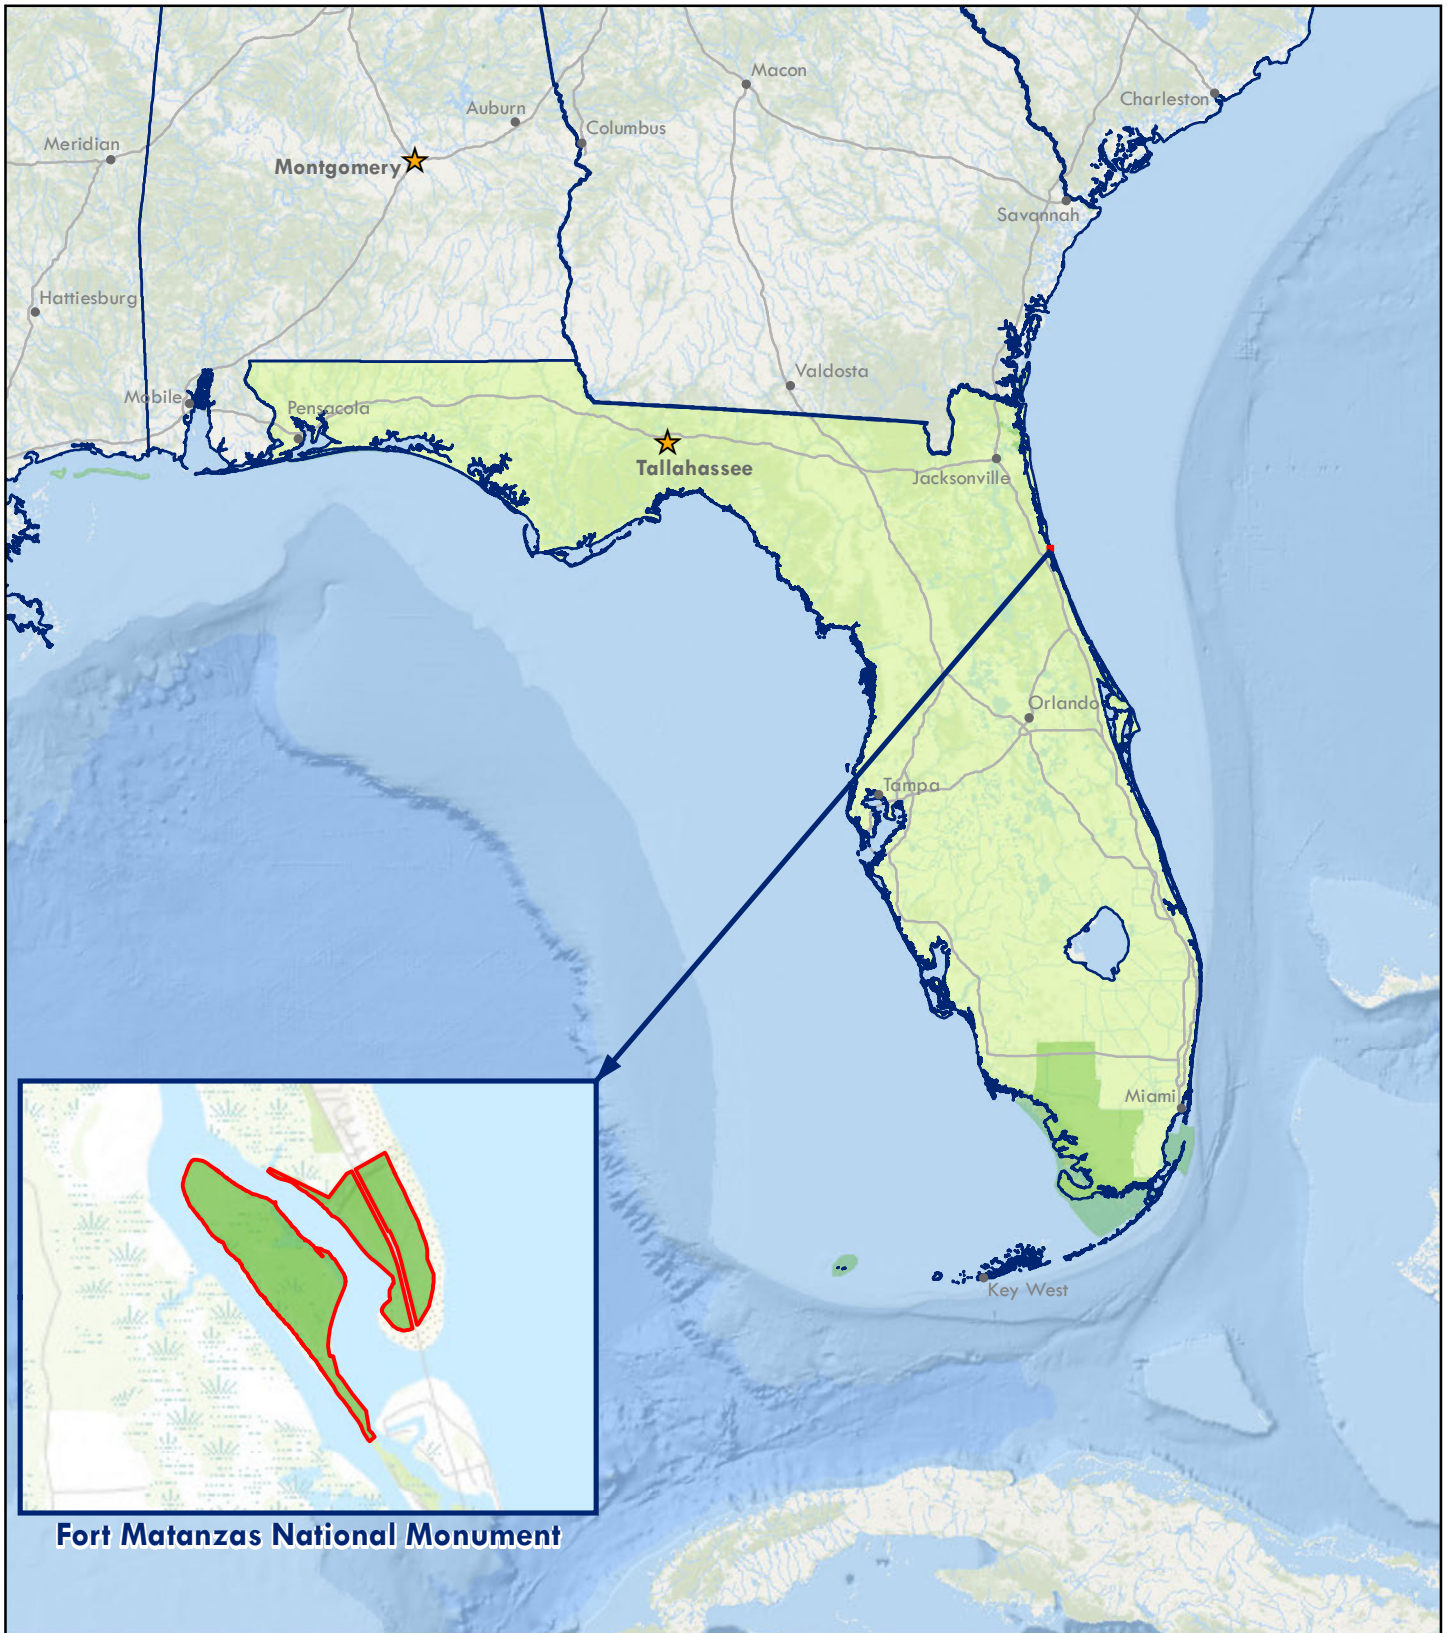 Macon
Charleston
Auburn
Columbus
Meridian
Montgomery
Savannah
Hattiesburg
Valdosta
Mobile
Pensacola
Tallahassee
Jacksonville
Orlando
Tampa
Miami
Key West
Fort Matanzas National Monument